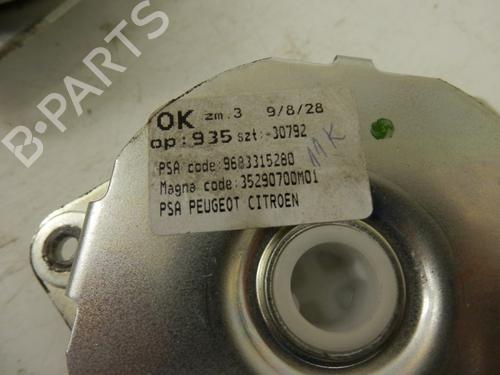 OK zm.3 9/8/28
op:935 szt:-30792
PSA code:9683315280
11K
Magna code:35290700M01
PSA PEUGEOT CITROEN
B-PARTS